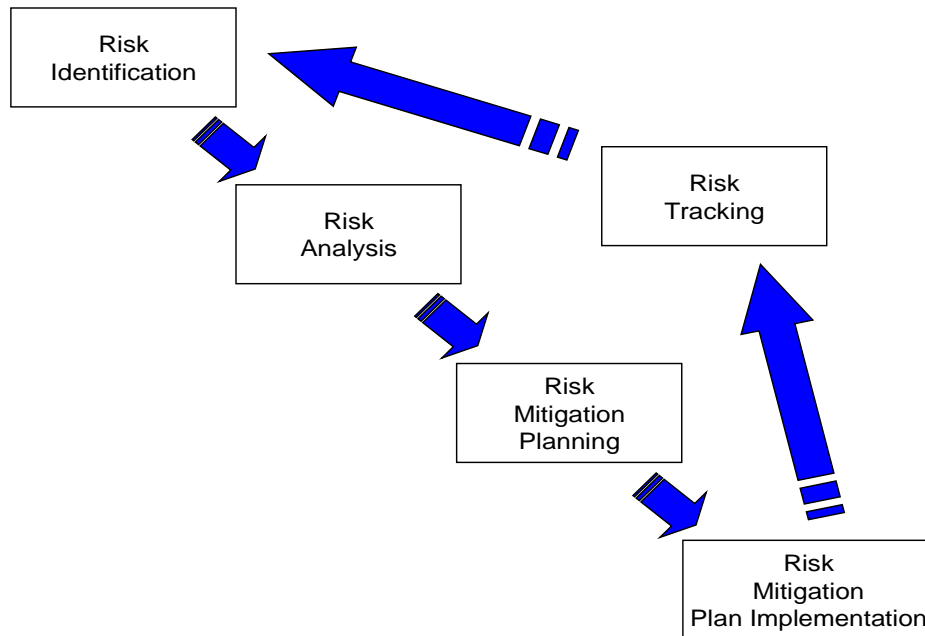 Risk
Identification
Risk
Tracking
Risk
Analysis
Risk
Mitigation
Planning
Risk
Mitigation
Plan Implementation